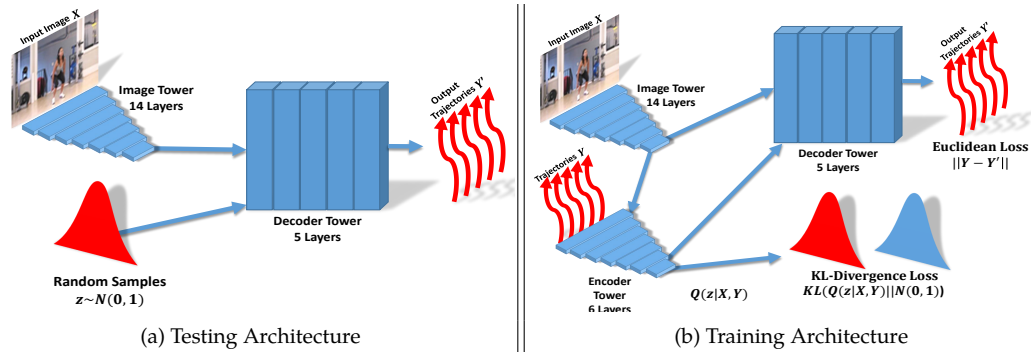 Input Image X
Image Tower
14 Layers
Output
Trajectories Y'
Decoder Tower
5 Layers
Random Samples
z~N(0, 1)
(a) Testing Architecture
Input Image X
Image Tower
14 Layers
Output
Trajectories Y'
Decoder Tower
5 Layers
Euclidean Loss
||Y − Y'||
Trajectories Y
Encoder
Tower
6 Layers
Q(z|X, Y)
KL-Divergence Loss
KL(Q(z|X, Y)||N(0, 1))
(b) Training Architecture